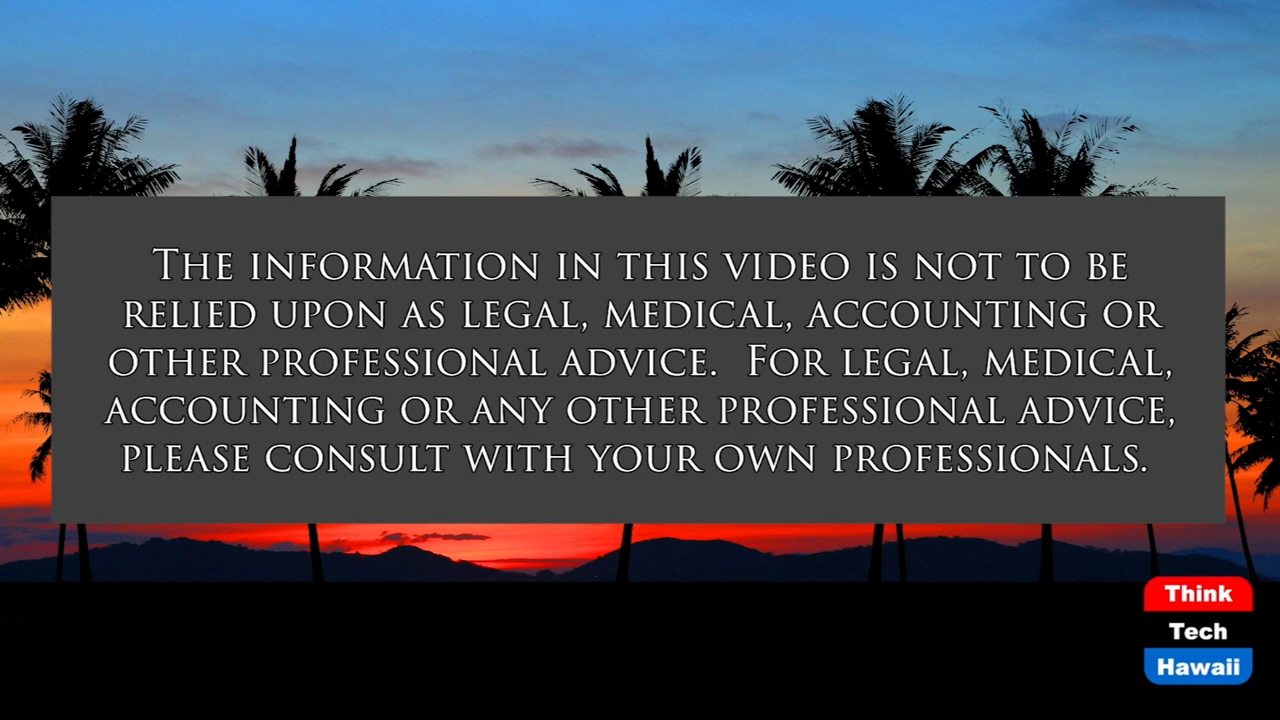 The information in this video is not to be
relied upon as legal, medical, accounting or
other professional advice.  For legal, medical,
accounting or any other professional advice,
please consult with your own professionals.
Think
Tech
Hawaii